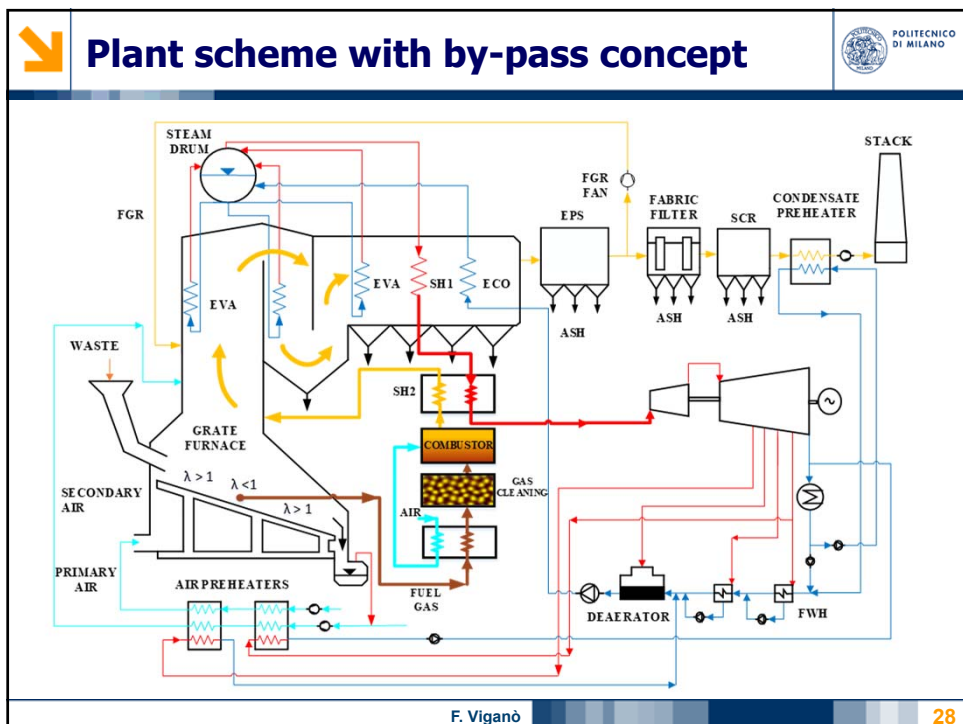 Plant scheme with by-pass concept
POLITECNICO
DI MILANO
STEAM
DRUM
STACK
FGR
FAN
FGR
EPS
FABRIC
FILTER
SCR
CONDENSATE
PREHEATER
EVA
EVA
SH1
ECO
ASH
ASH
ASH
WASTE
SH2
GRATE
FURNACE
COMBUSTOR
~
GAS
CLEANING
λ > 1
λ <1
λ > 1
SECONDARY
AIR
AIR
PRIMARY
AIR
AIR PREHEATERS
FUEL
GAS
DEAERATOR
FWH
F. Viganò
28